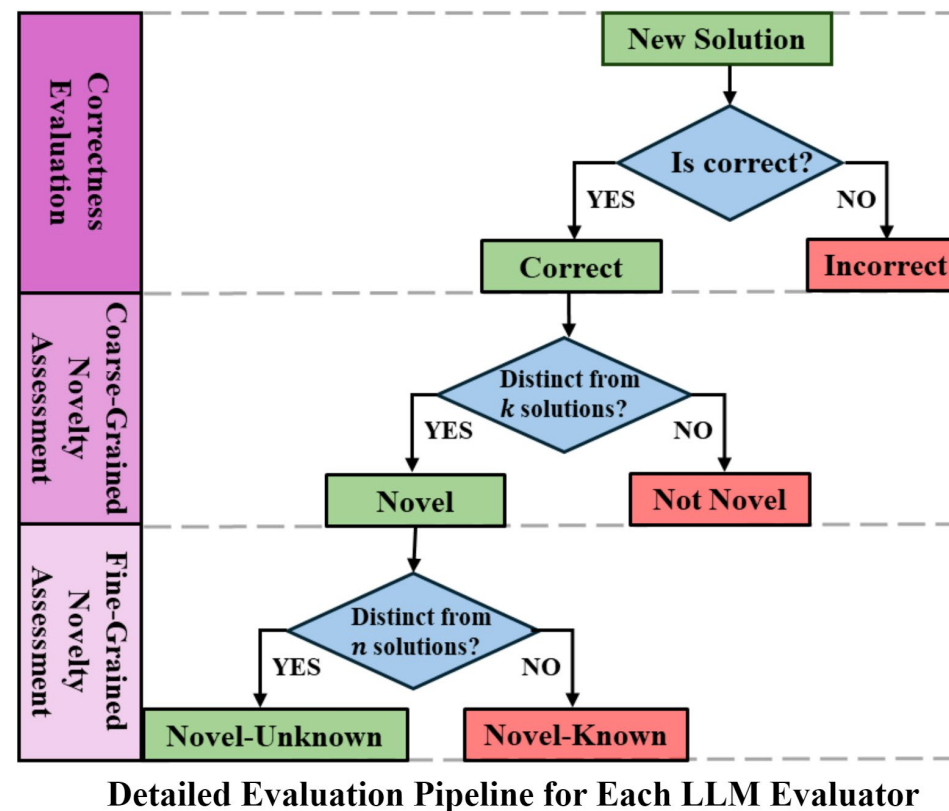 Correctness
Evaluation
New Solution
Is correct?
YES
NO
Correct
Incorrect
Coarse-Grained
Novelty
Assessment
Distinct from
k solutions?
YES
NO
Novel
Not Novel
Fine-Grained
Novelty
Assessment
Distinct from
n solutions?
YES
NO
Novel-Unknown
Novel-Known
Detailed Evaluation Pipeline for Each LLM Evaluator